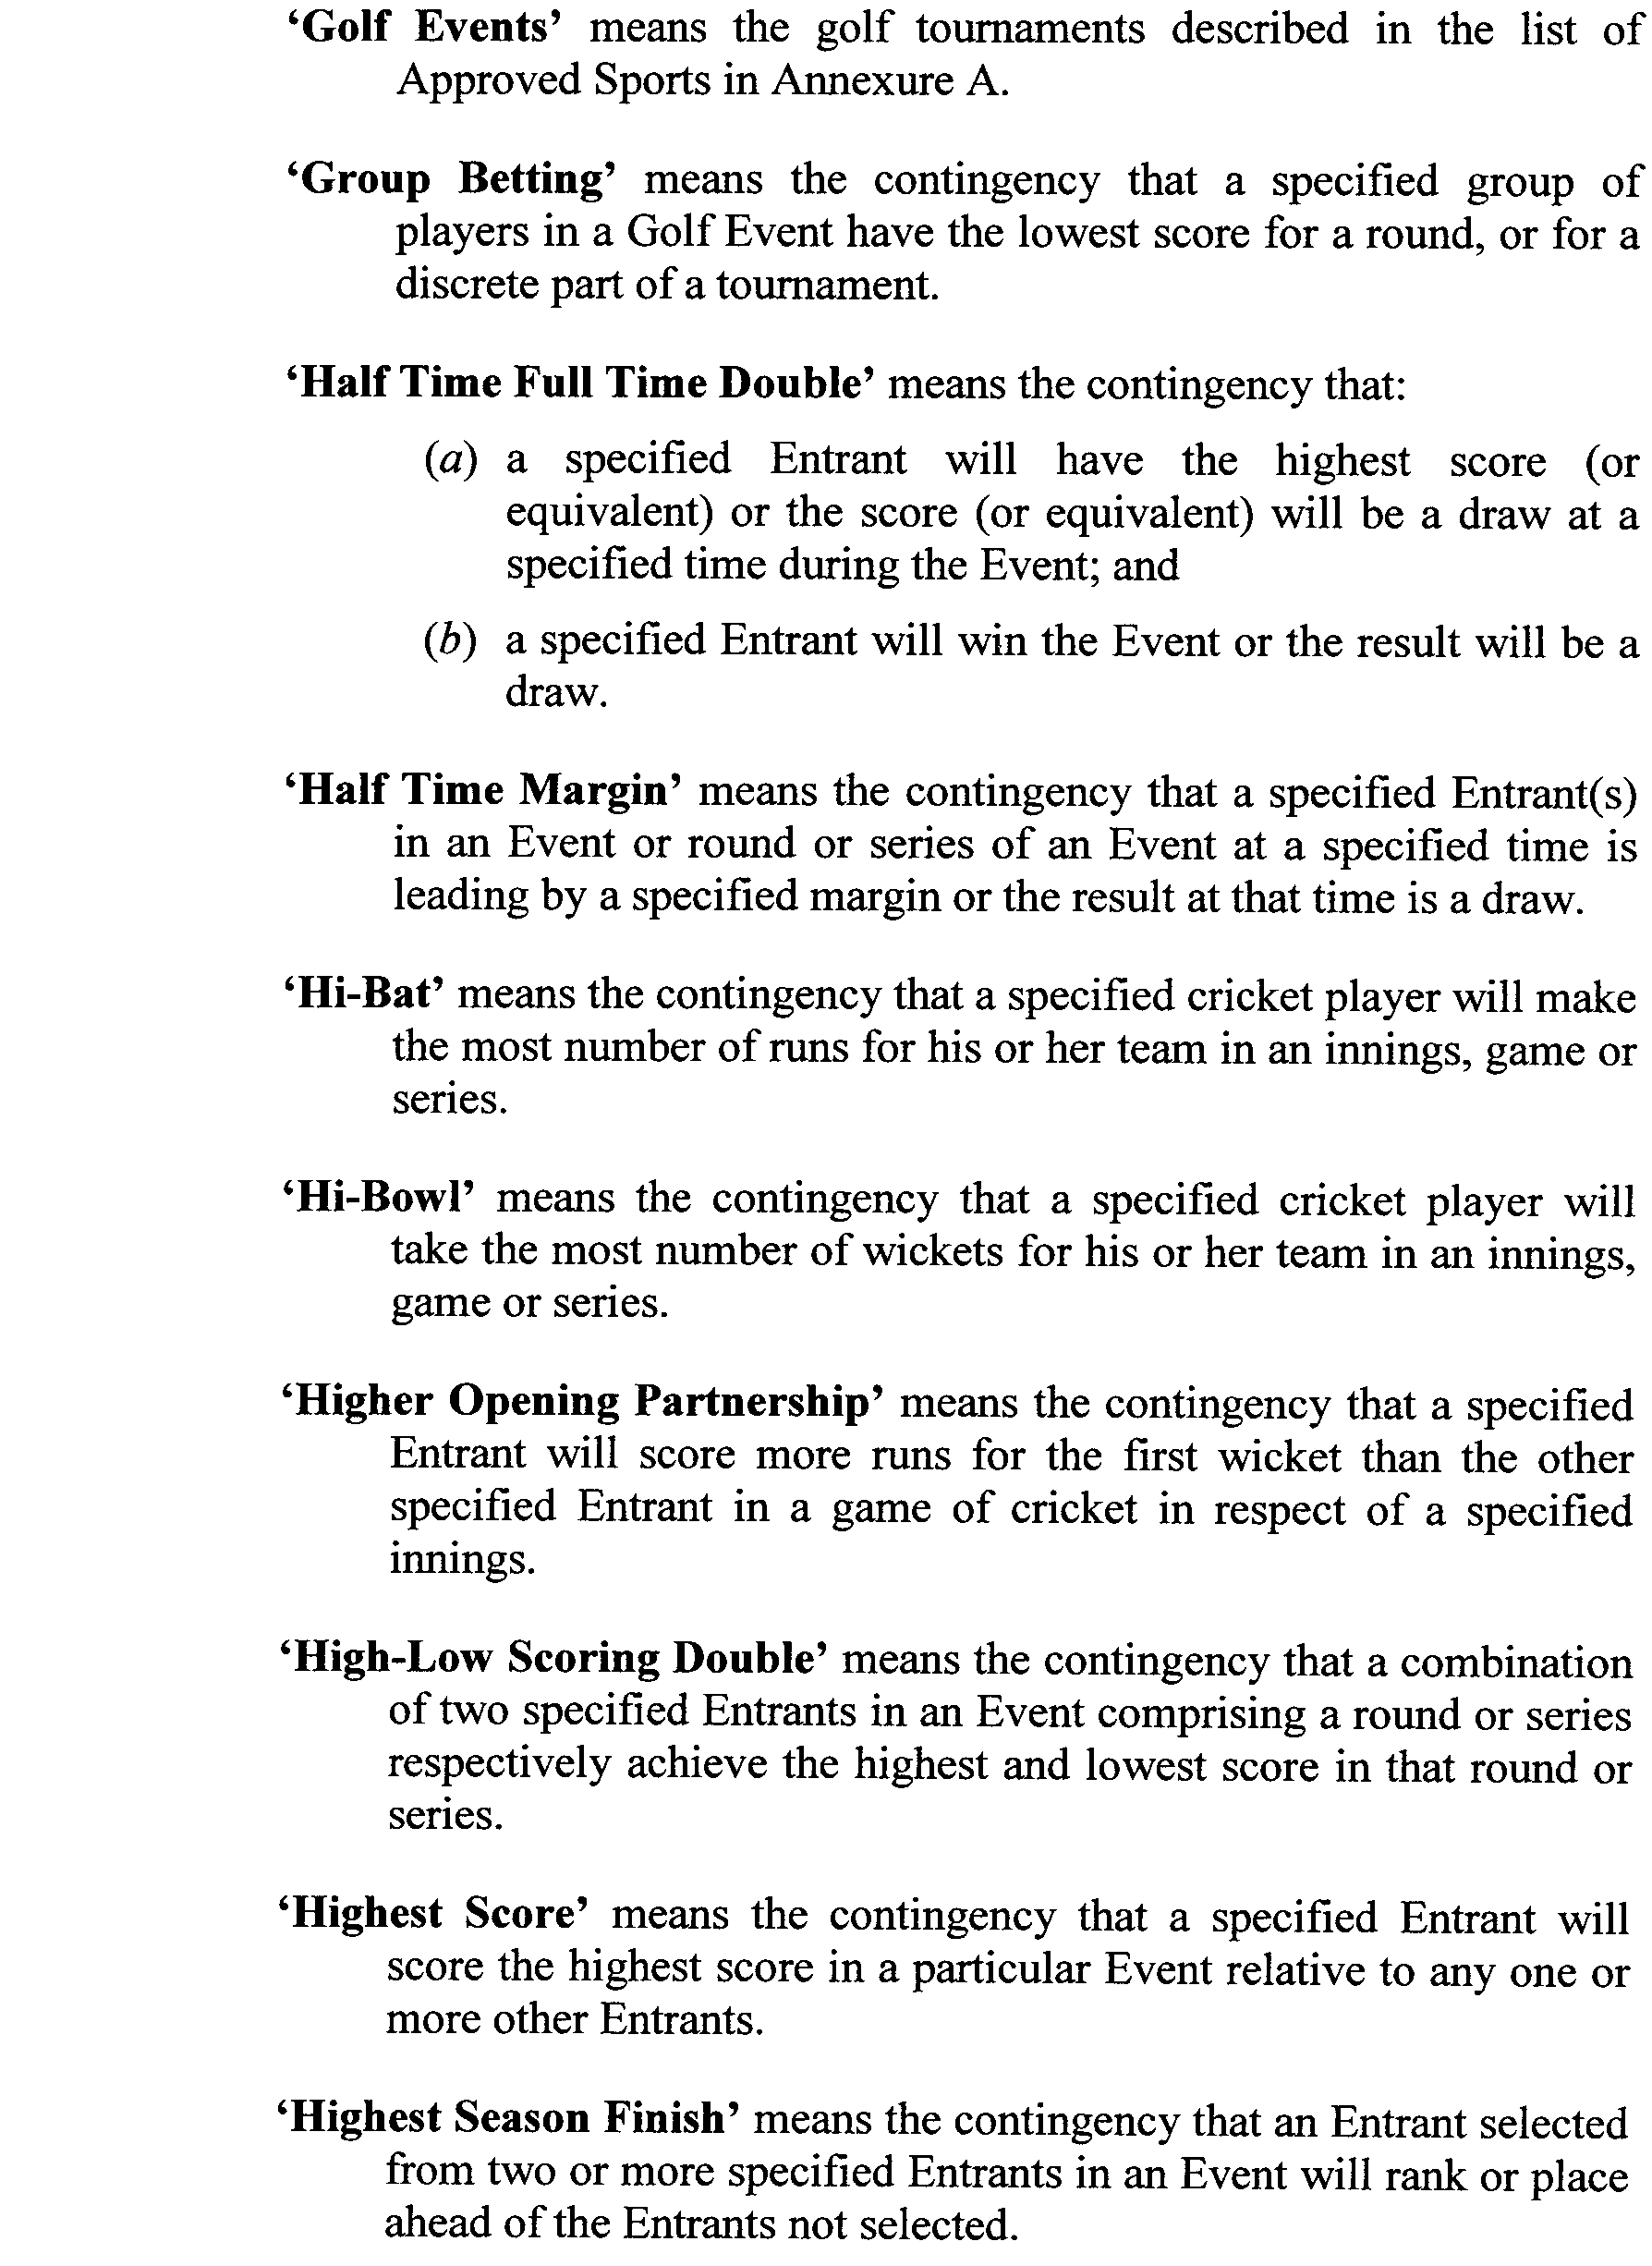 ‘Golf Events’ means the golf tournaments described in the list of
Approved Sports in Annexure A.
‘Group Betting’ means the contingency that a specified group of
players in a Golf Event have the lowest score for a round, or for a
discrete part of a tournament.
‘Half Time Full Time Double’ means the contingency that:
(a) a specified Entrant will have the highest score (or
equivalent) or the score (or equivalent) will be a draw at a
specified time during the Event; and
(b) a specified Entrant will win the Event or the result will be a
draw.
‘Half Time Margin’ means the contingency that a specified Entrant(s)
in an Event or round or series of an Event at a specified time is
leading by a specified margin or the result at that time is a draw.
‘Hi-Bat’ means the contingency that a specified cricket player will make
the most number of runs for his or her team in an innings, game or
series.
‘Hi-Bowl’ means the contingency that a specified cricket player will
take the most number of wickets for his or her team in an innings,
game or series.
‘Higher Opening Partnership’ means the contingency that a specified
Entrant will score more runs for the first wicket than the other
specified Entrant in a game of cricket in respect of a specified
innings.
‘High-Low Scoring Double’ means the contingency that a combination
of two specified Entrants in an Event comprising a round or series
respectively achieve the highest and lowest score in that round or
series.
‘Highest Score’ means the contingency that a specified Entrant will
score the highest score in a particular Event relative to any one or
more other Entrants.
‘Highest Season Finish’ means the contingency that an Entrant selected
from two or more specified Entrants in an Event will rank or place
ahead of the Entrants not selected.